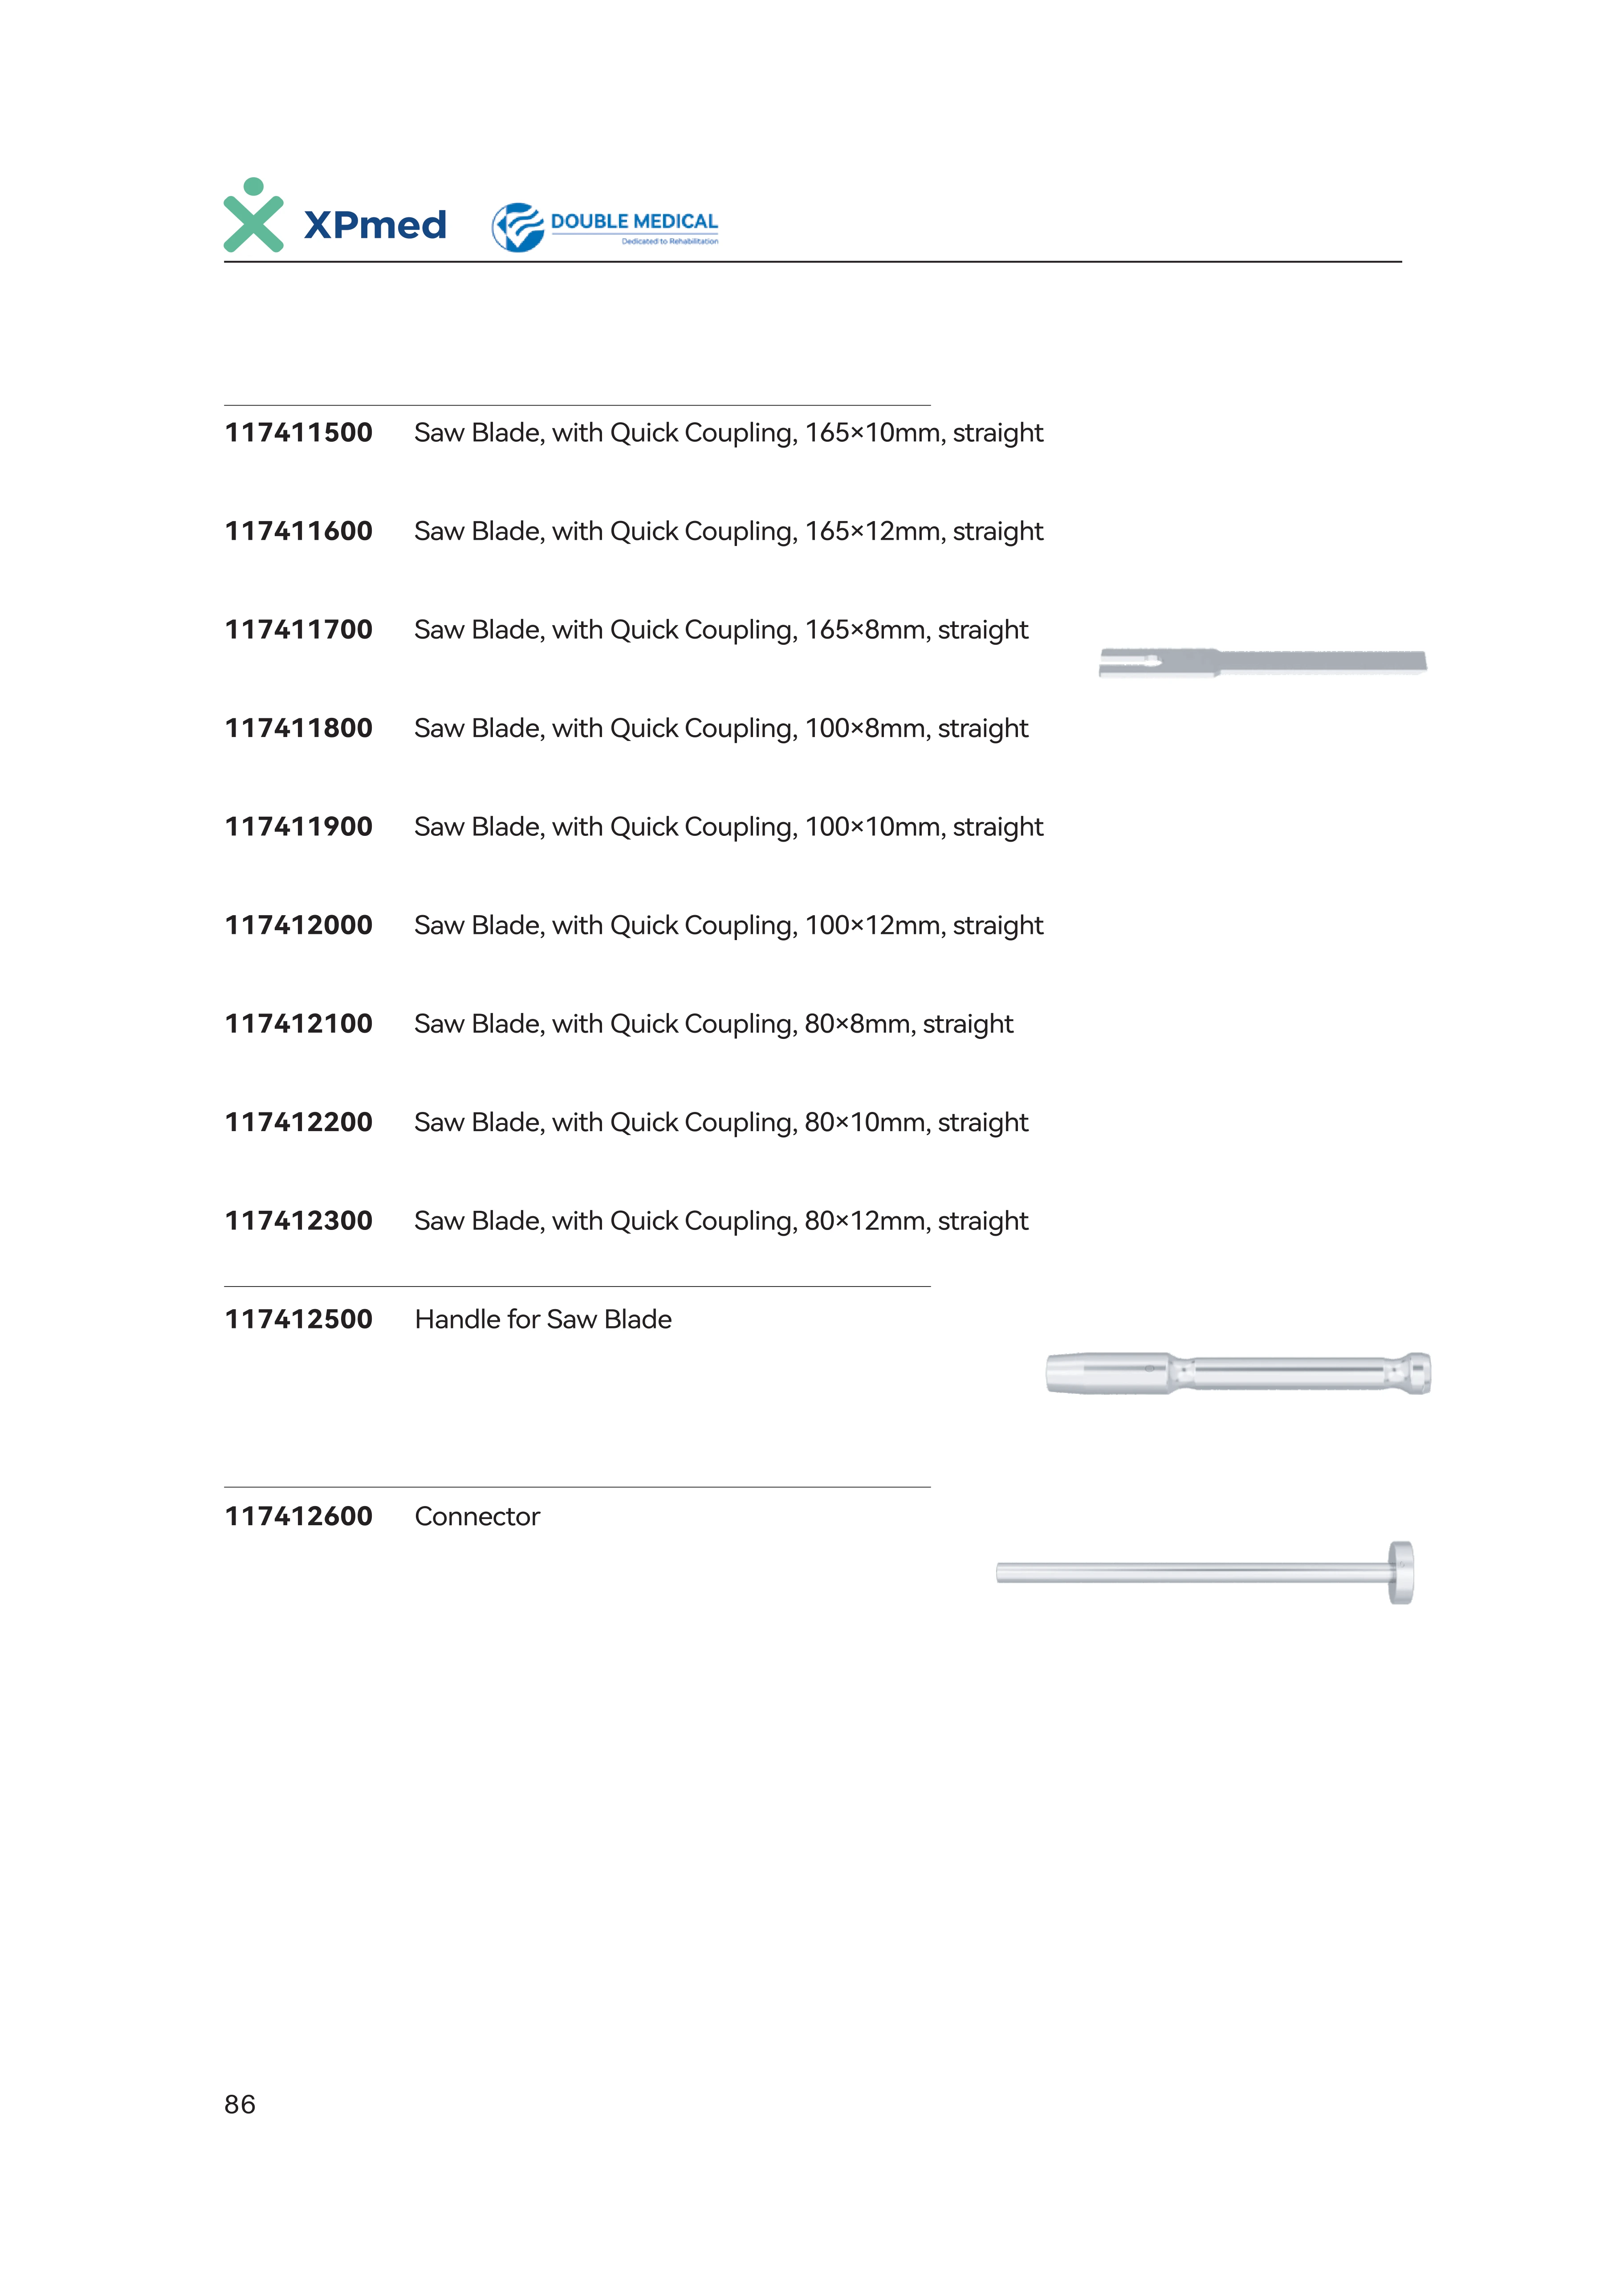 XPmed
DOUBLE MEDICAL
Dedicated to Rehabilitation
117411500 Saw Blade, with Quick Coupling, 165×10mm, straight
117411600 Saw Blade, with Quick Coupling, 165×12mm, straight
117411700 Saw Blade, with Quick Coupling, 165×8mm, straight
117411800 Saw Blade, with Quick Coupling, 100×8mm, straight
117411900 Saw Blade, with Quick Coupling, 100×10mm, straight
117412000 Saw Blade, with Quick Coupling, 100×12mm, straight
117412100 Saw Blade, with Quick Coupling, 80×8mm, straight
117412200 Saw Blade, with Quick Coupling, 80×10mm, straight
117412300 Saw Blade, with Quick Coupling, 80×12mm, straight
117412500 Handle for Saw Blade
117412600 Connector
86